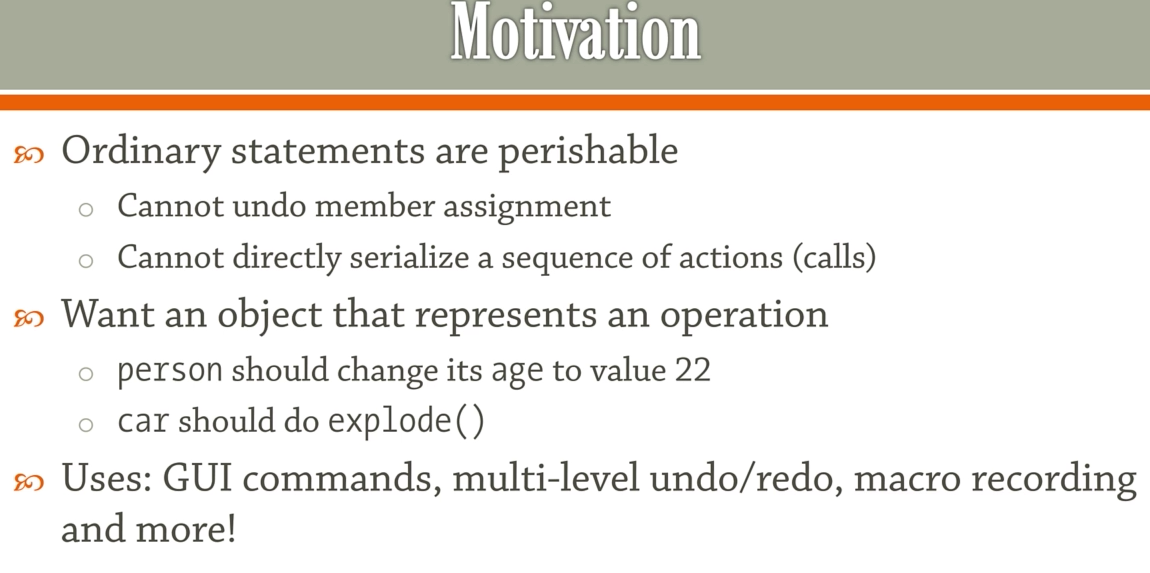 Motivation
Ordinary statements are perishable
Cannot undo member assignment
Cannot directly serialize a sequence of actions (calls)
Want an object that represents an operation
person should change its age to value 22
car should do explode()
Uses: GUI commands, multi-level undo/redo, macro recording
and more!